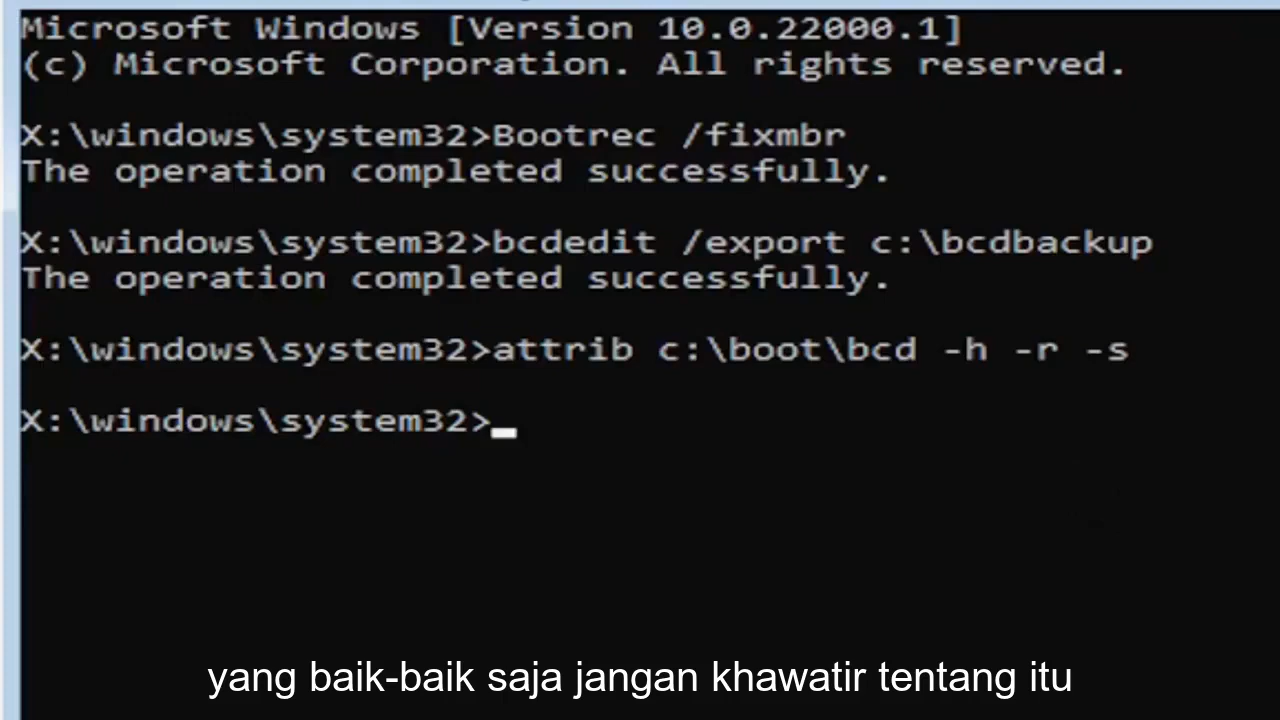 Microsoft Windows [Version 10.0.22000.1]
(c) Microsoft Corporation. All rights reserved.
X:\windows\system32>Bootrec /fixmbr
The operation completed successfully.
X:\windows\system32>bcdedit /export c:\bcdbackup
The operation completed successfully.
X:\windows\system32>attrib c:\boot\bcd -h -r -s
X:\windows\system32>
yang baik-baik saja jangan khawatir tentang itu